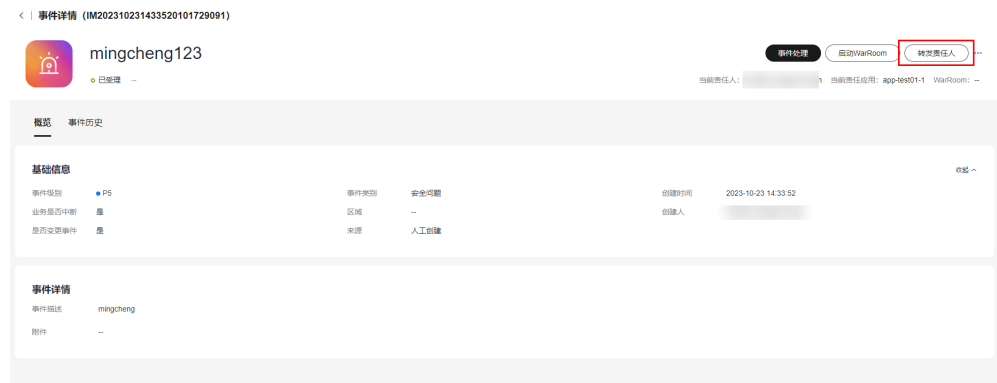 事件详情 (IM20231023143352010172​9091)
mingcheng123
事件处理 启动WarRoom 转发责任人 ...
已受理 --
当前责任人: 当前责任应用: app-test01-1 WarRoom: --
概览 事件历史
基础信息 收起
事件级别 P5 事件类别 安全问题 创建时间 2023-10-23 14:33:52
业务是否中断 是 区域 -- 创建人
是否变更事件 是 来源 人工创建
事件详情
事件描述 mingcheng
附件 --